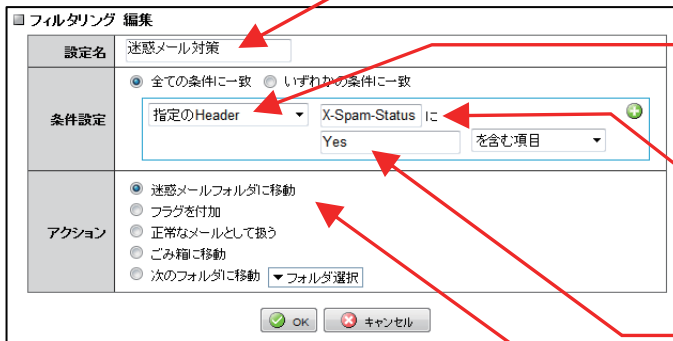 フィルタリング 編集
設定名 迷惑メール対策
全ての条件に一致 いずれかの条件に一致
条件設定
指定のHeader X-Spam-Status に
Yes を含む項目
アクション
迷惑メールフォルダに移動
フラグを付加
正常なメールとして扱う
ごみ箱に移動
次のフォルダに移動 ▼フォルダ選択
OK キャンセル